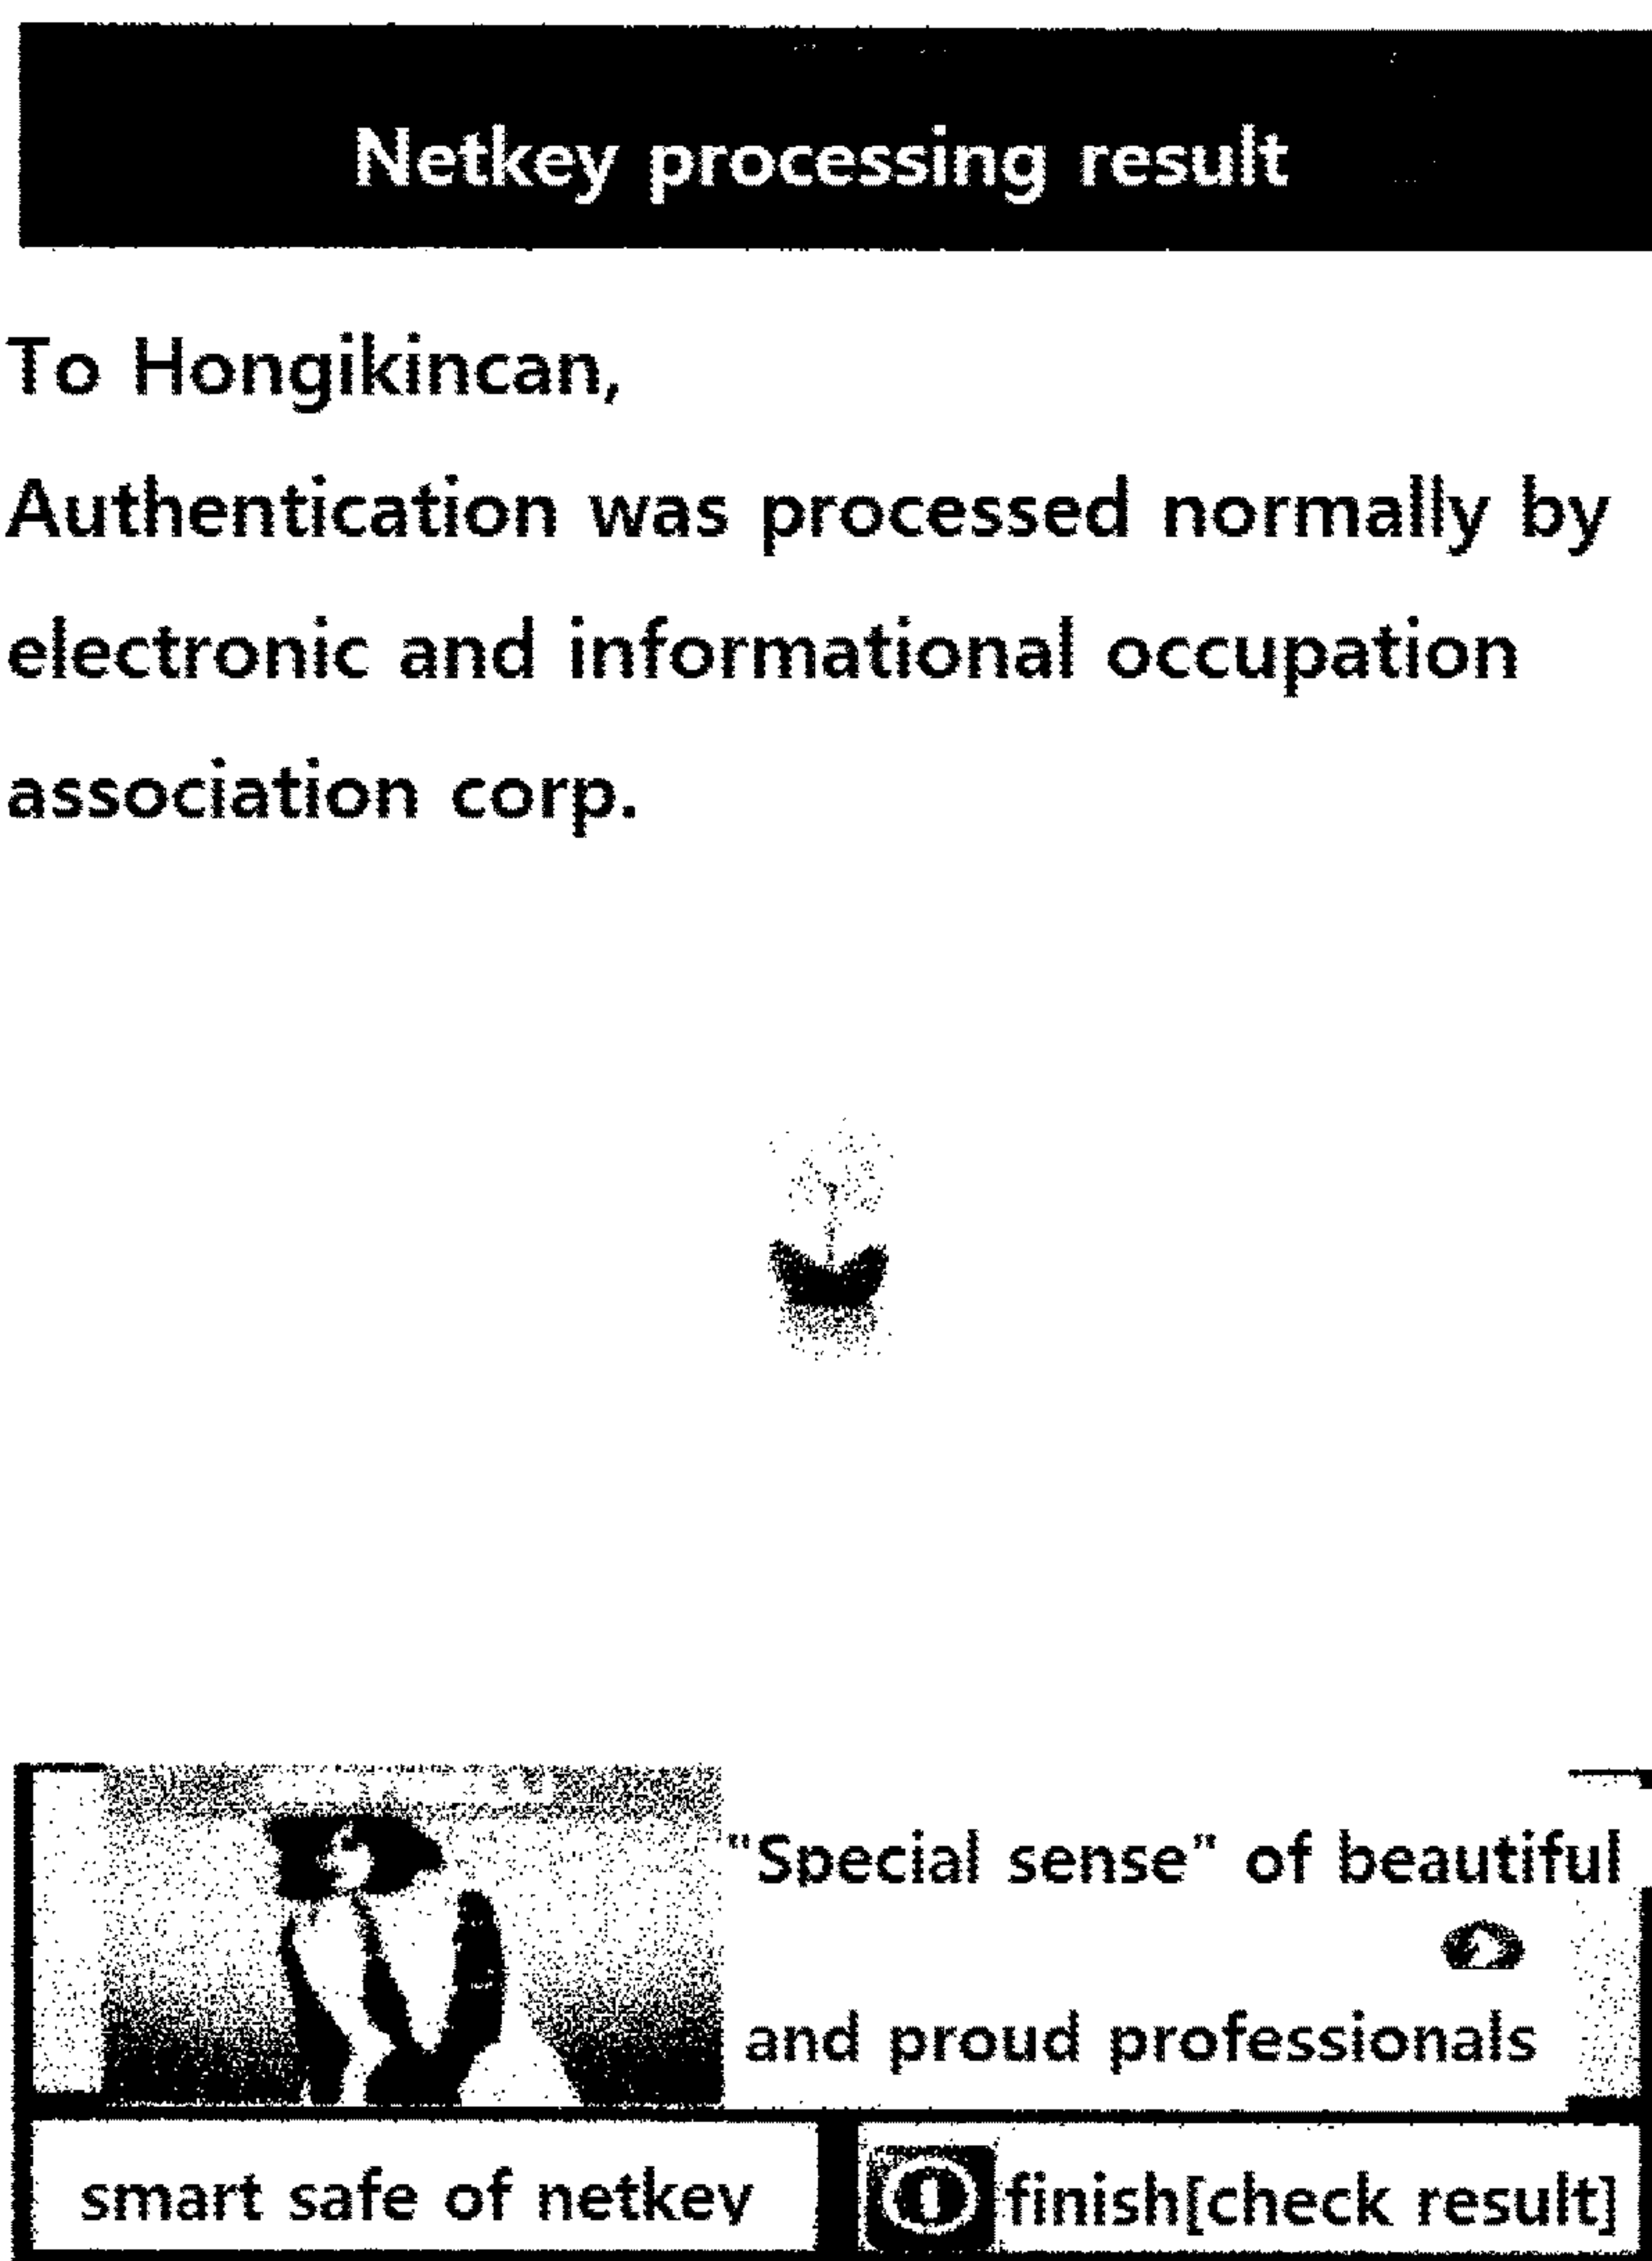 Netkey processing result
To Hongikincan,
Authentication was processed normally by
electronic and informational occupation
association corp.
"Special sense" of beautiful
and proud professionals
smart safe of netkey
finish[check result]